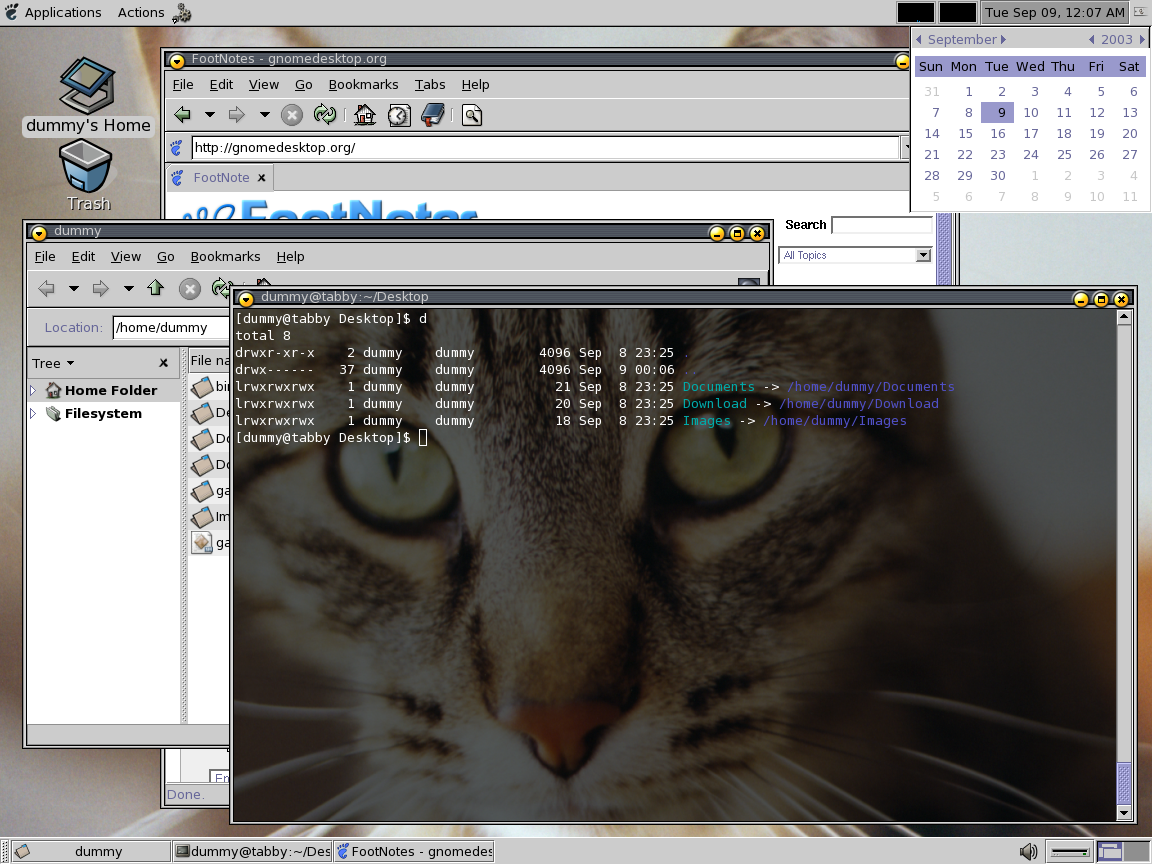 Applications Actions Tue Sep 09, 12:07 AM
September 2003
Sun Mon Tue Wed Thu Fri Sat
31 1 2 3 4 5 6
7 8 9 10 11 12 13
14 15 16 17 18 19 20
21 22 23 24 25 26 27
28 29 30 1 2 3 4
5 6 7 8 9 10 11
dummy's Home
Trash
FootNotes - gnomedesktop.org
File Edit View Go Bookmarks Tabs Help
http://gnomedesktop.org/
FootNote
FootNotes
Search
All Topics
Done.
dummy
File Edit View Go Bookmarks Help
Location: /home/dummy
Tree
File na
Home Folder
Filesystem
bin
De
Do
Do
ga
Im
ga
dummy@tabby:~/Desktop
[dummy@tabby Desktop]$ d
total 8
drwxr-xr-x 2 dummy dummy 4096 Sep 8 23:25 .
drwx------ 37 dummy dummy 4096 Sep 9 00:06 ..
lrwxrwxrwx 1 dummy dummy 21 Sep 8 23:25 Documents -> /home/dummy/Documents
lrwxrwxrwx 1 dummy dummy 20 Sep 8 23:25 Download -> /home/dummy/Download
lrwxrwxrwx 1 dummy dummy 18 Sep 8 23:25 Images -> /home/dummy/Images
[dummy@tabby Desktop]$
dummy dummy@tabby:~/Des FootNotes - gnomedes